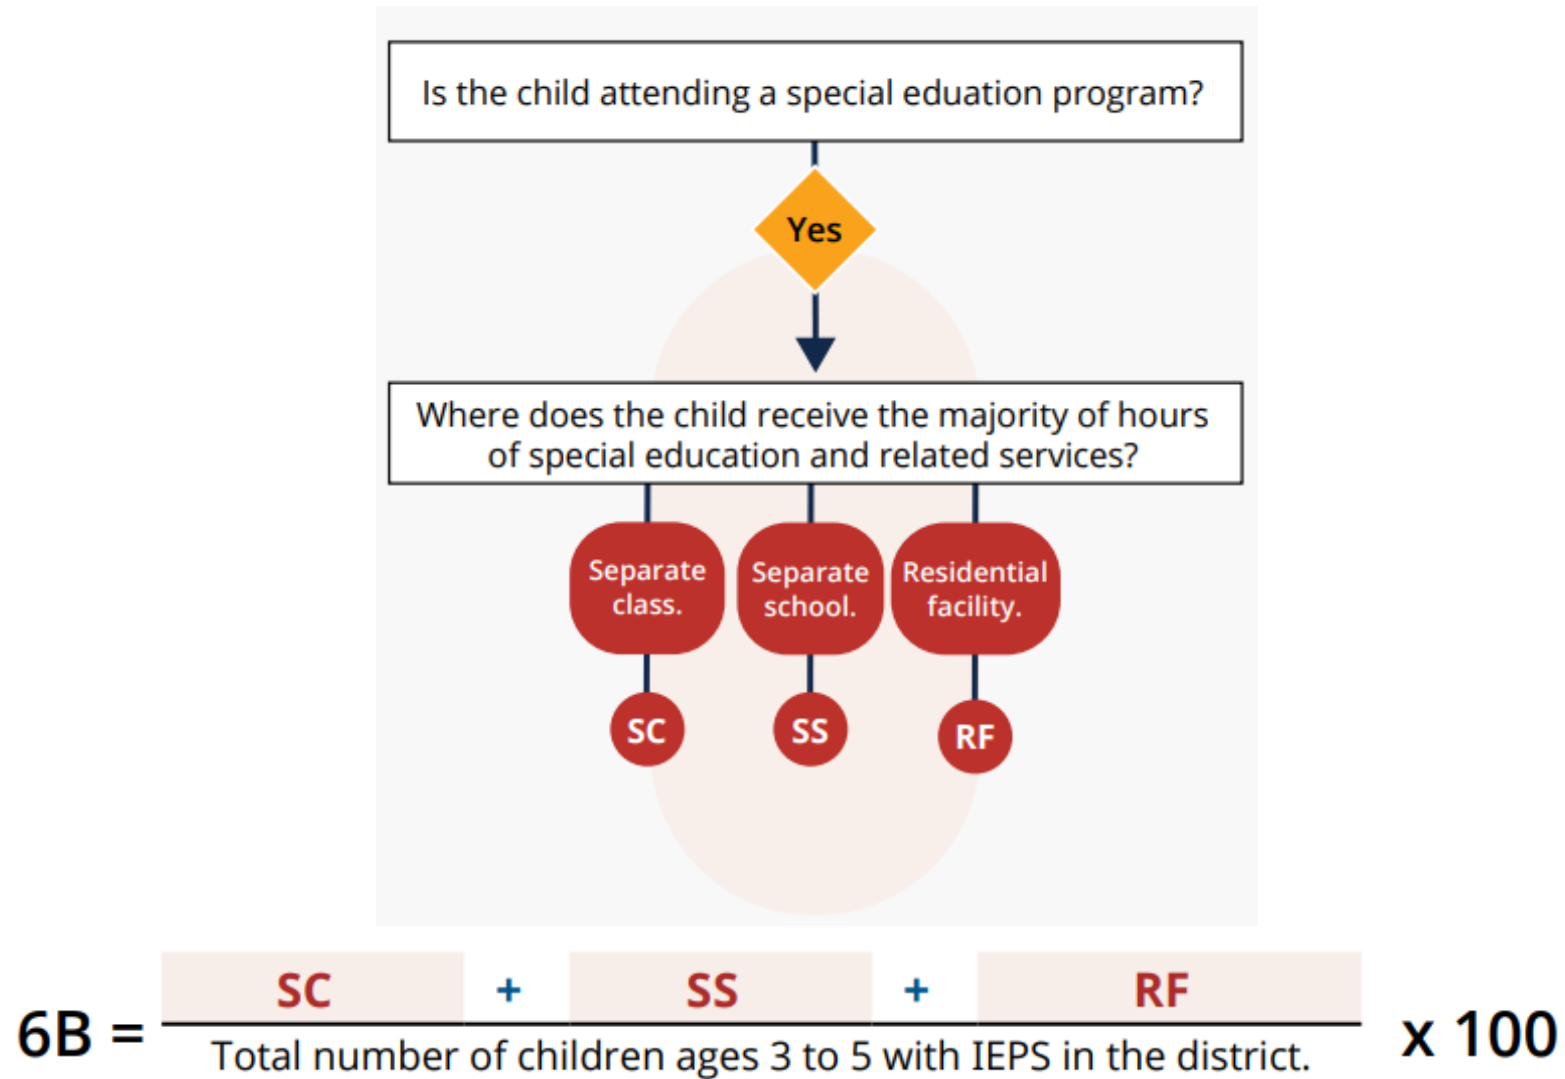 Is the child attending a special eduation program?
Yes
Where does the child receive the majority of hours
of special education and related services?
Separate
class.
Separate
school.
Residential
facility.
SC
SS
RF
SC + SS + RF
6B =
Total number of children ages 3 to 5 with IEPS in the district.
x 100